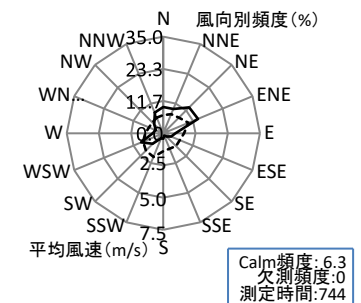 N 風向別頻度(%)
35.0
NNW NNE
23.3
NW NE
WN... 11.7 ENE
W 0.0 E
WSW 2.5 ESE
SW 5.0 SE
SSW SSE
7.5
平均風速(m/s) S
Calm頻度: 6.3
欠測頻度:0
測定時間:744